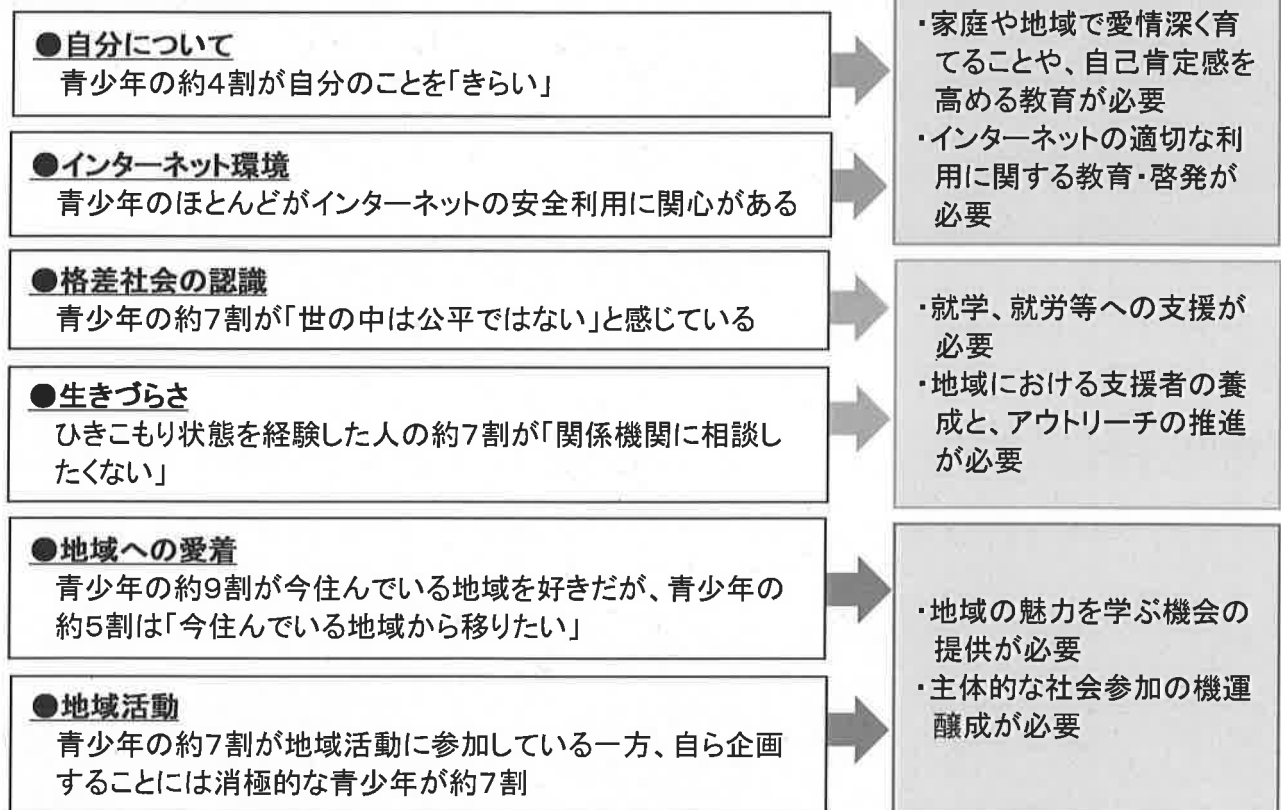 ●自分について
青少年の約4割が自分のことを「きらい」
・家庭や地域で愛情深く育
てることや、自己肯定感を
高める教育が必要
・インターネットの適切な利
用に関する教育・啓発が
必要
●インターネット環境
青少年のほとんどがインターネットの安全利用に関心がある
●格差社会の認識
青少年の約7割が「世の中は公平ではない」と感じている
・就学、就労等への支援が
必要
・地域における支援者の養
成と、アウトリーチの推進
が必要
●生きづらさ
ひきこもり状態を経験した人の約7割が「関係機関に相談し
たくない」
●地域への愛着
青少年の約9割が今住んでいる地域を好きだが、青少年の
約5割は「今住んでいる地域から移りたい」
・地域の魅力を学ぶ機会の
提供が必要
・主体的な社会参加の機運
醸成が必要
●地域活動
青少年の約7割が地域活動に参加している一方、自ら企画
することには消極的な青少年が約7割